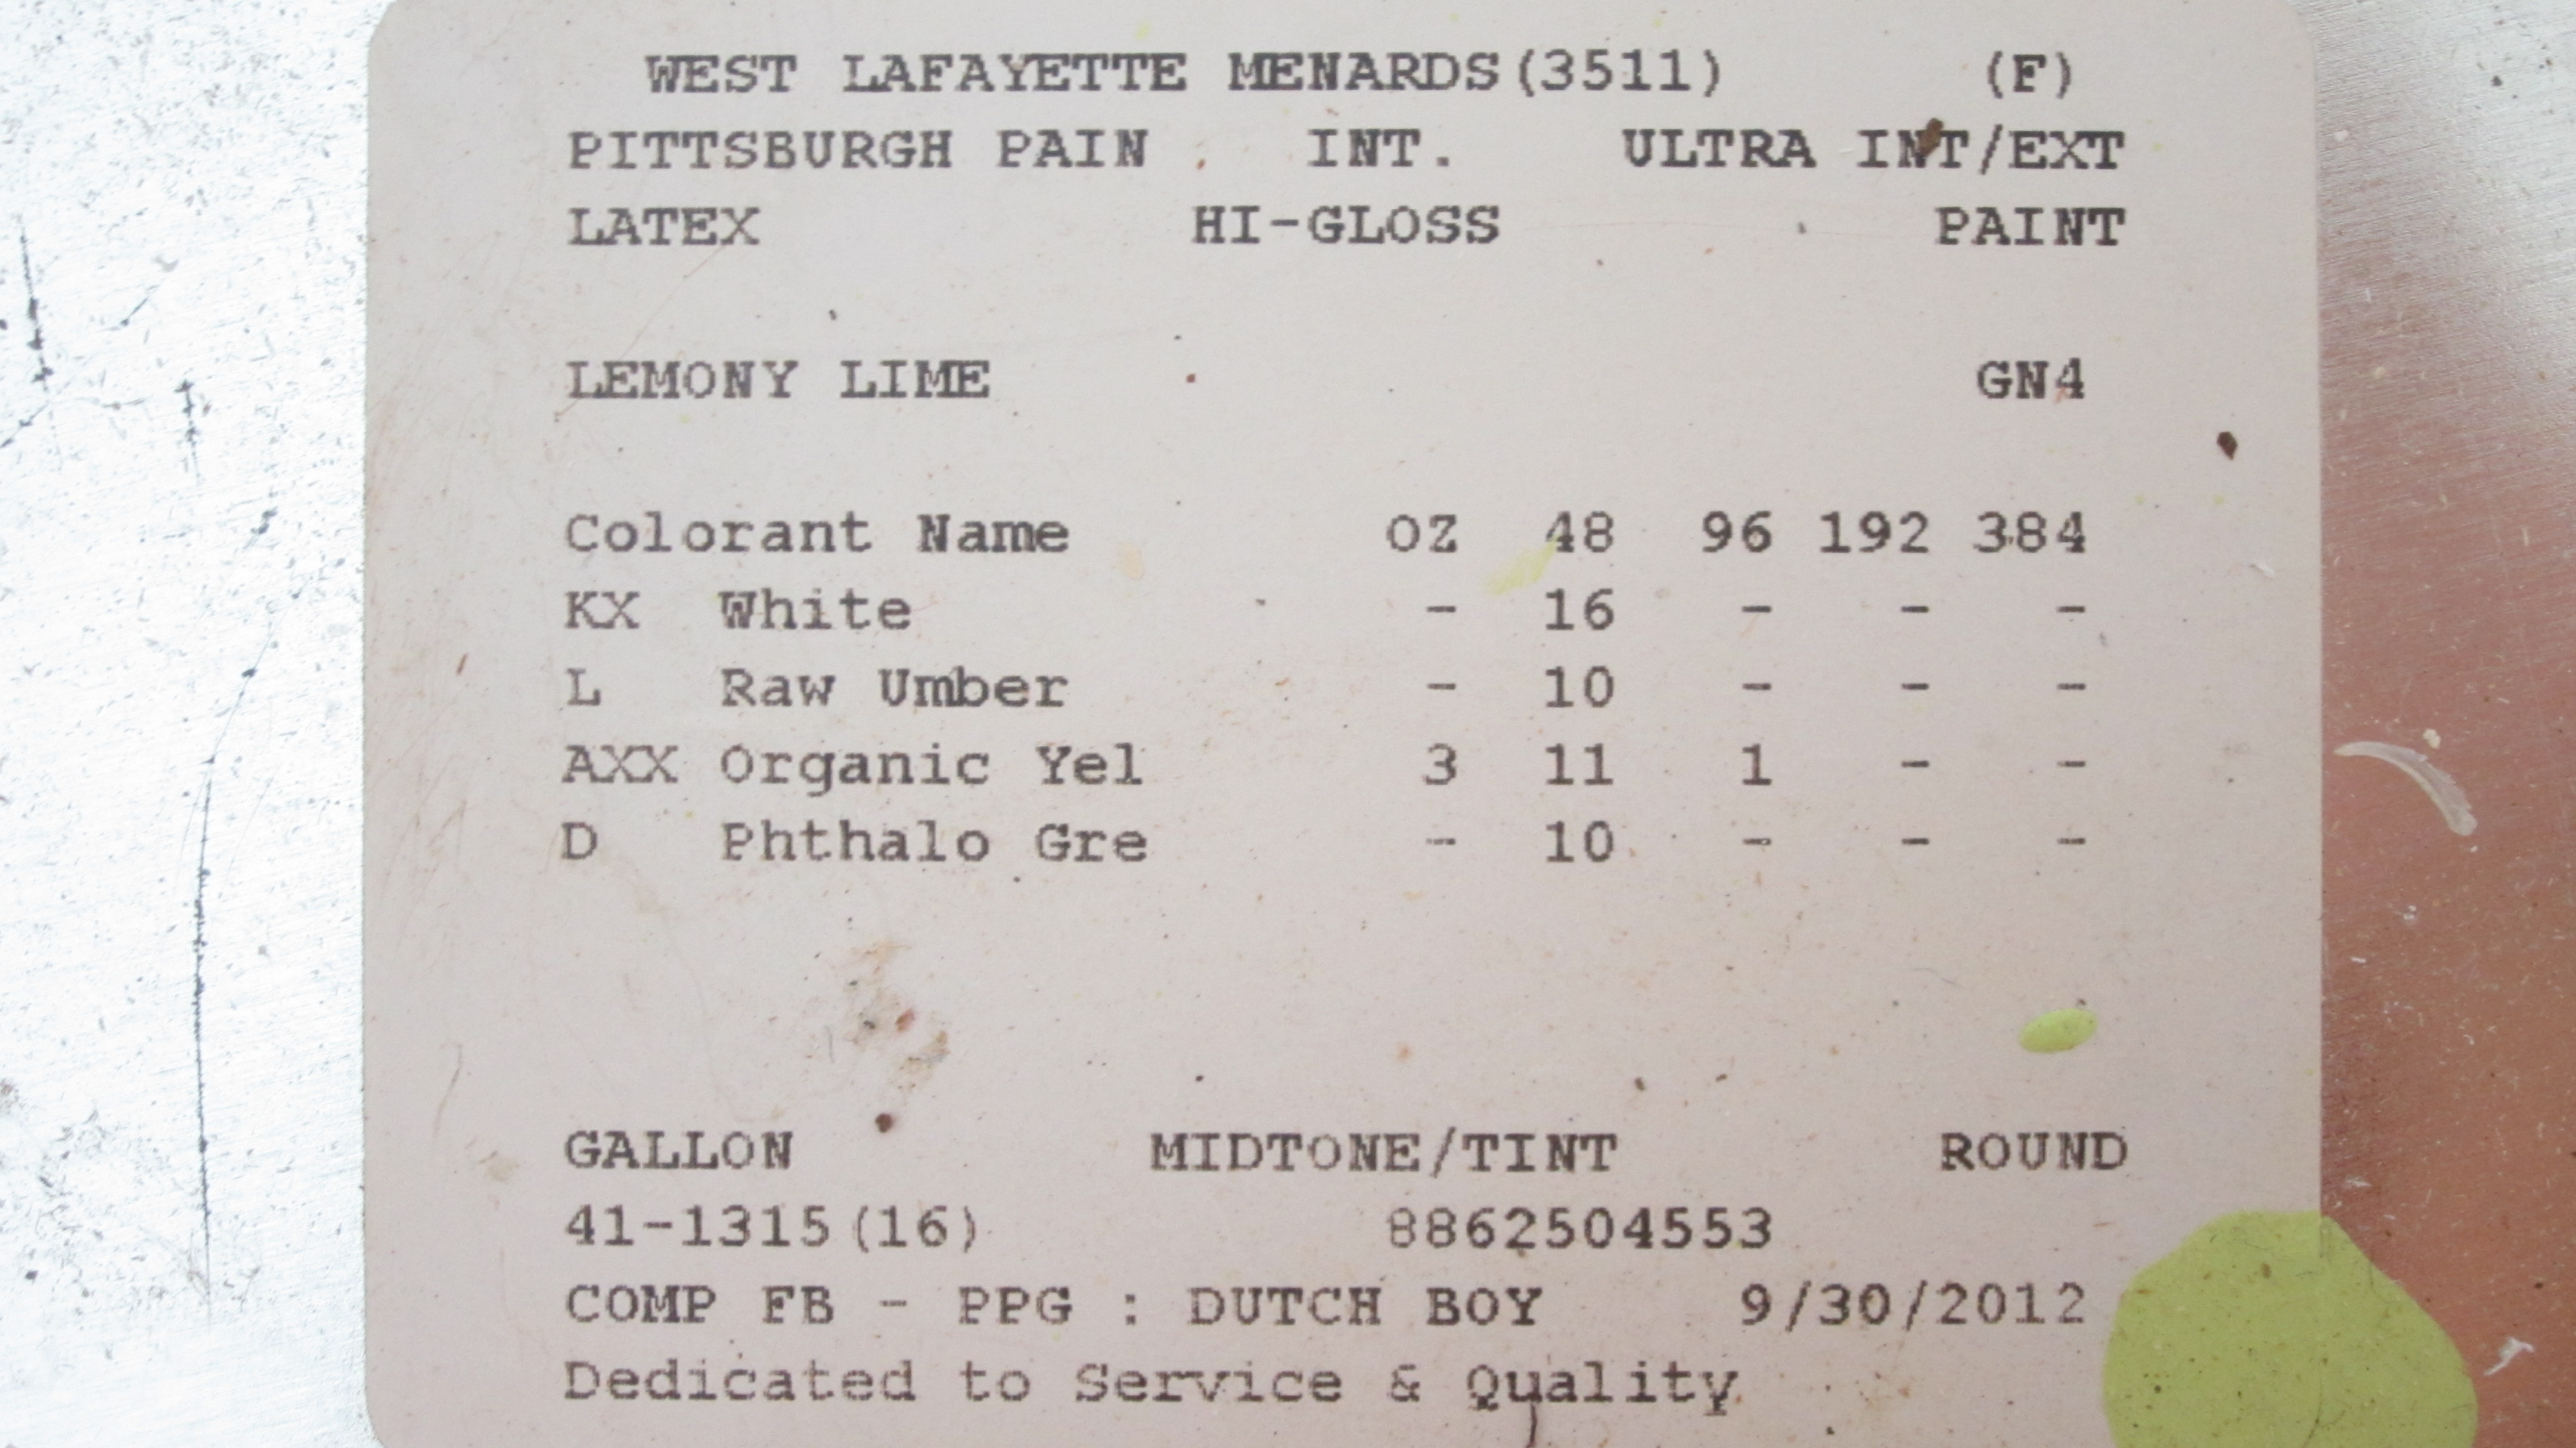 WEST LAFAYETTE MENARDS(3511) (F)
PITTSBURGH PAIN INT. ULTRA INT/EXT
LATEX HI-GLOSS PAINT
LEMONY LIME GN4
Colorant Name OZ 48 96 192 384
KX White - 16 - - -
L Raw Umber - 10 - - -
AXX Organic Yel 3 11 1 - -
D Phthalo Gre - 10 - - -
GALLON MIDTONE/TINT ROUND
41-1315(16) 8862504553
COMP FB - PPG : DUTCH BOY 9/30/2012
Dedicated to Service & Quality